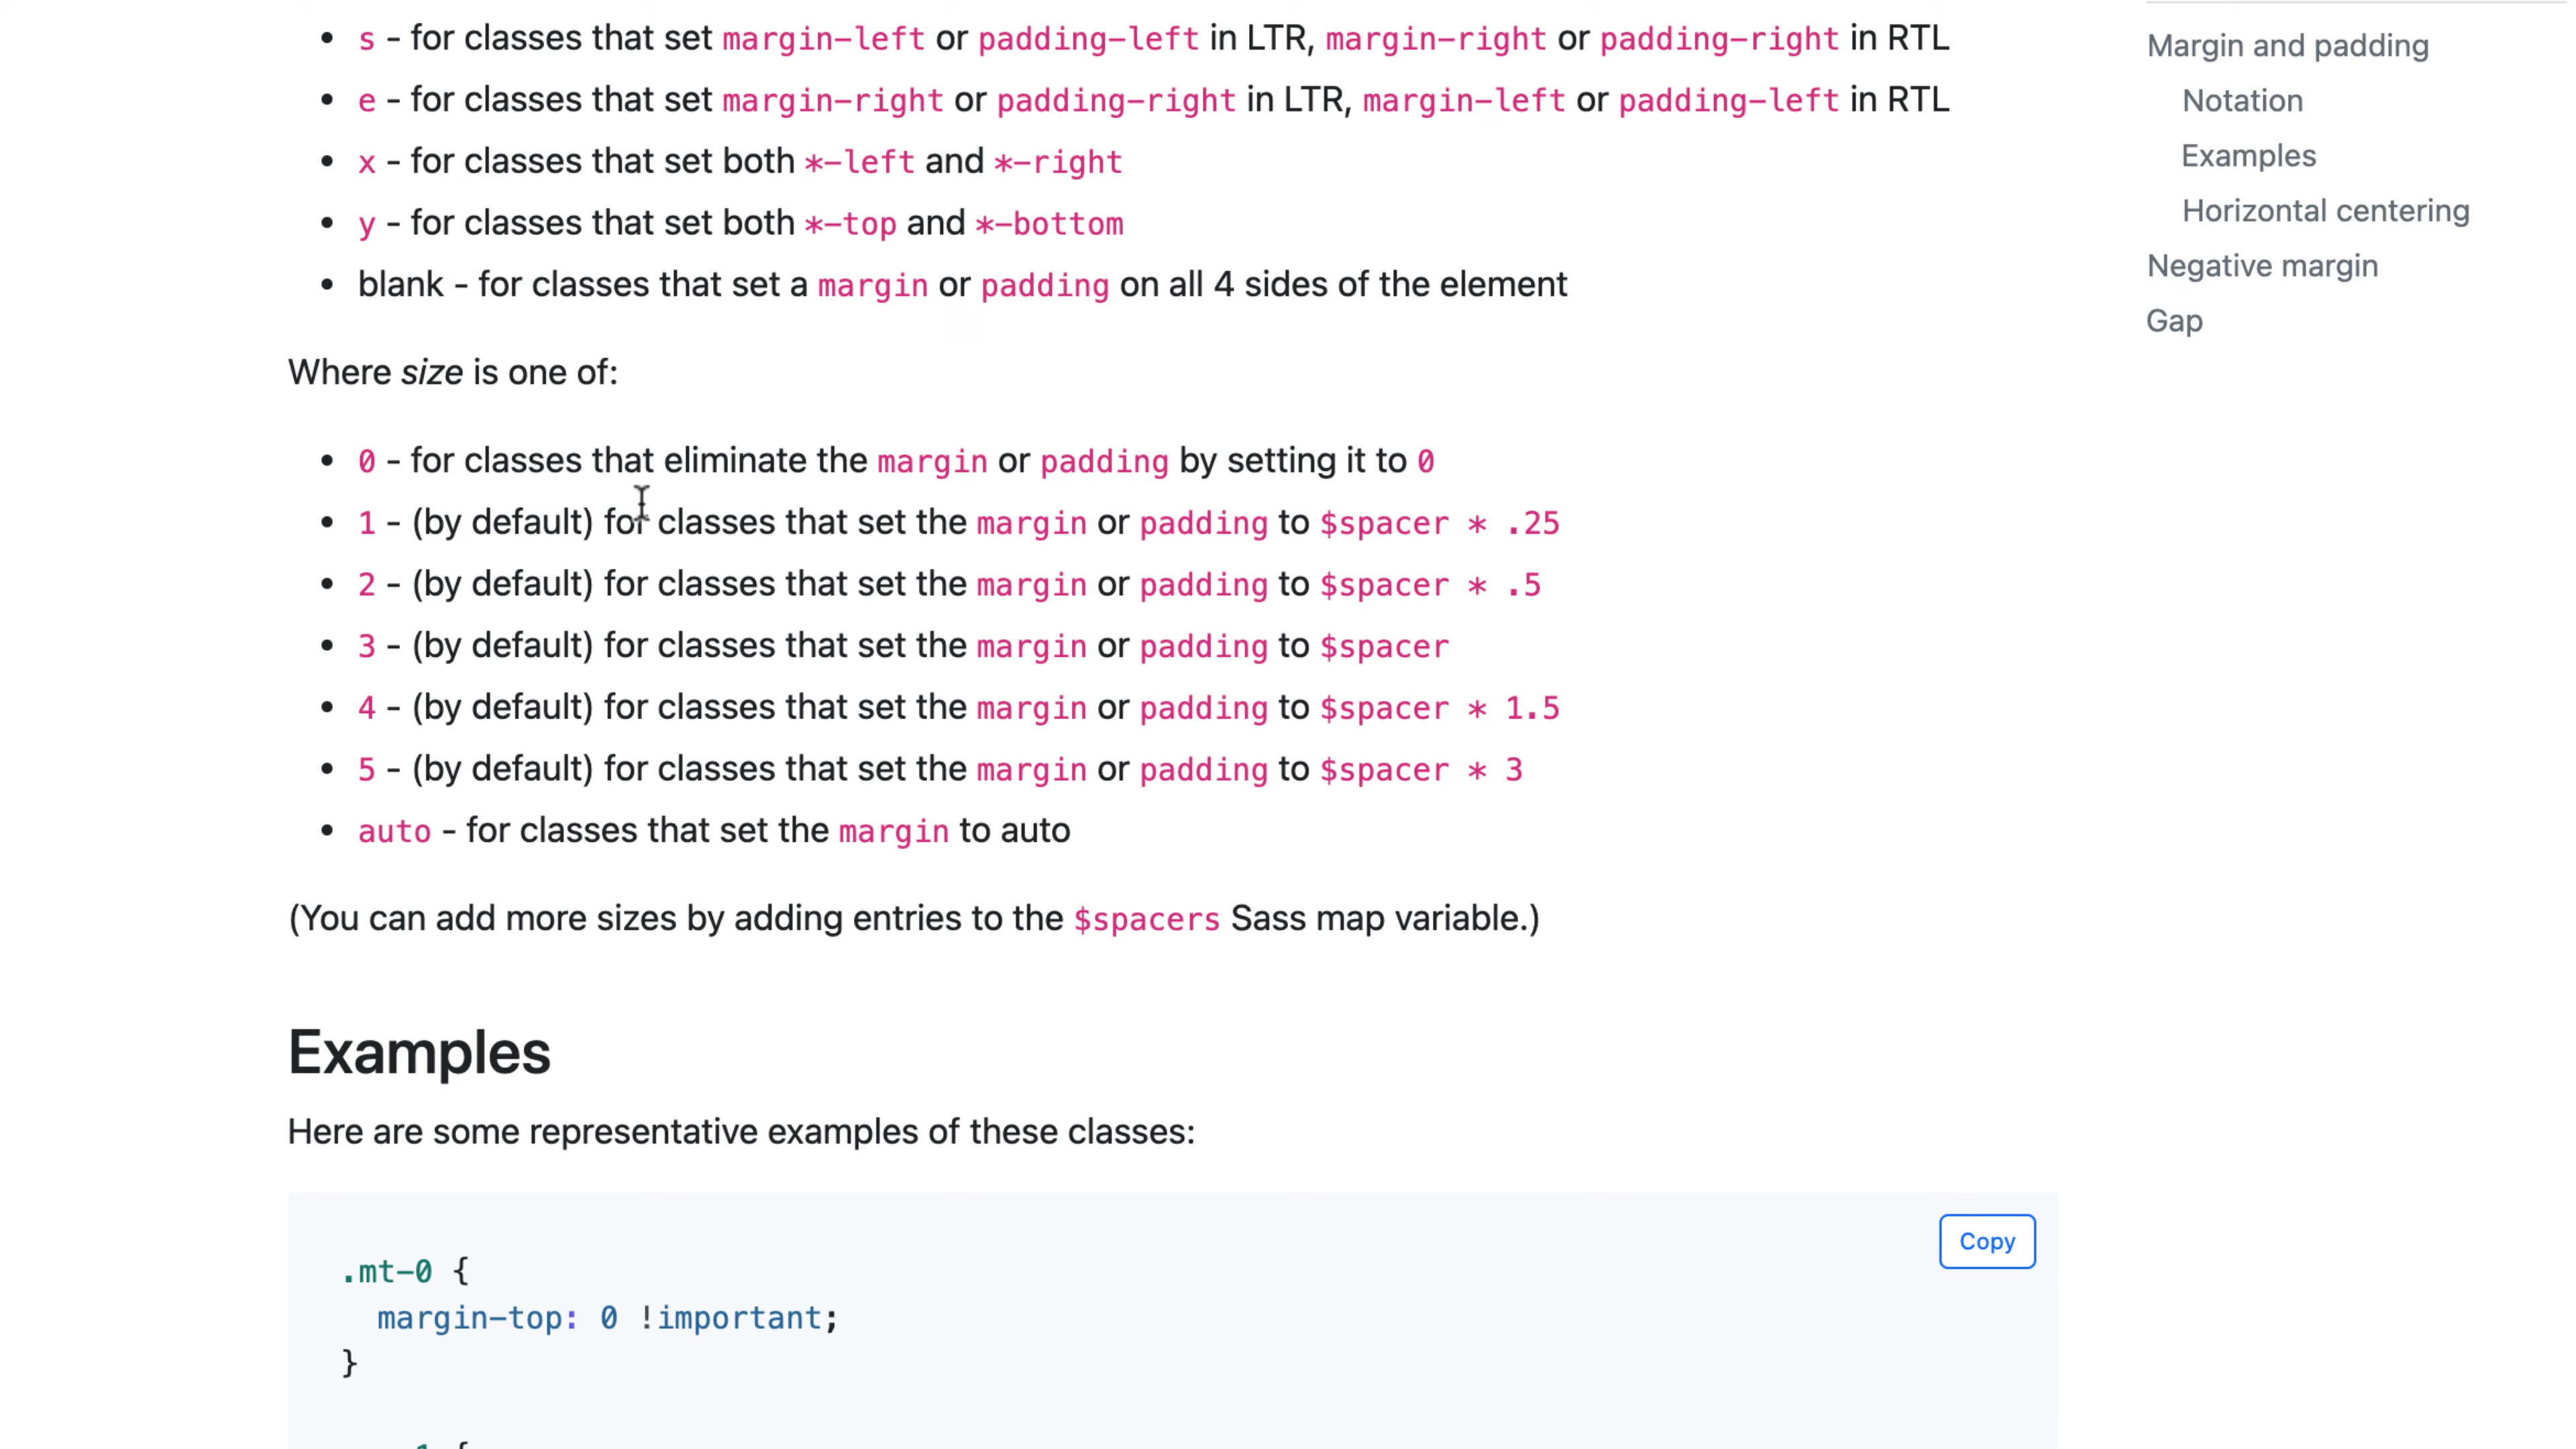 s - for classes that set margin-left or padding-left in LTR, margin-right or padding-right in RTL
e - for classes that set margin-right or padding-right in LTR, margin-left or padding-left in RTL
x - for classes that set both *-left and *-right
y - for classes that set both *-top and *-bottom
blank - for classes that set a margin or padding on all 4 sides of the element
Where size is one of:
0 - for classes that eliminate the margin or padding by setting it to 0
1 - (by default) for classes that set the margin or padding to $spacer * .25
2 - (by default) for classes that set the margin or padding to $spacer * .5
3 - (by default) for classes that set the margin or padding to $spacer
4 - (by default) for classes that set the margin or padding to $spacer * 1.5
5 - (by default) for classes that set the margin or padding to $spacer * 3
auto - for classes that set the margin to auto
(You can add more sizes by adding entries to the $spacers Sass map variable.)
Examples
Here are some representative examples of these classes:
Copy
.mt-0 {
margin-top: 0 !important;
}
Margin and padding
Notation
Examples
Horizontal centering
Negative margin
Gap